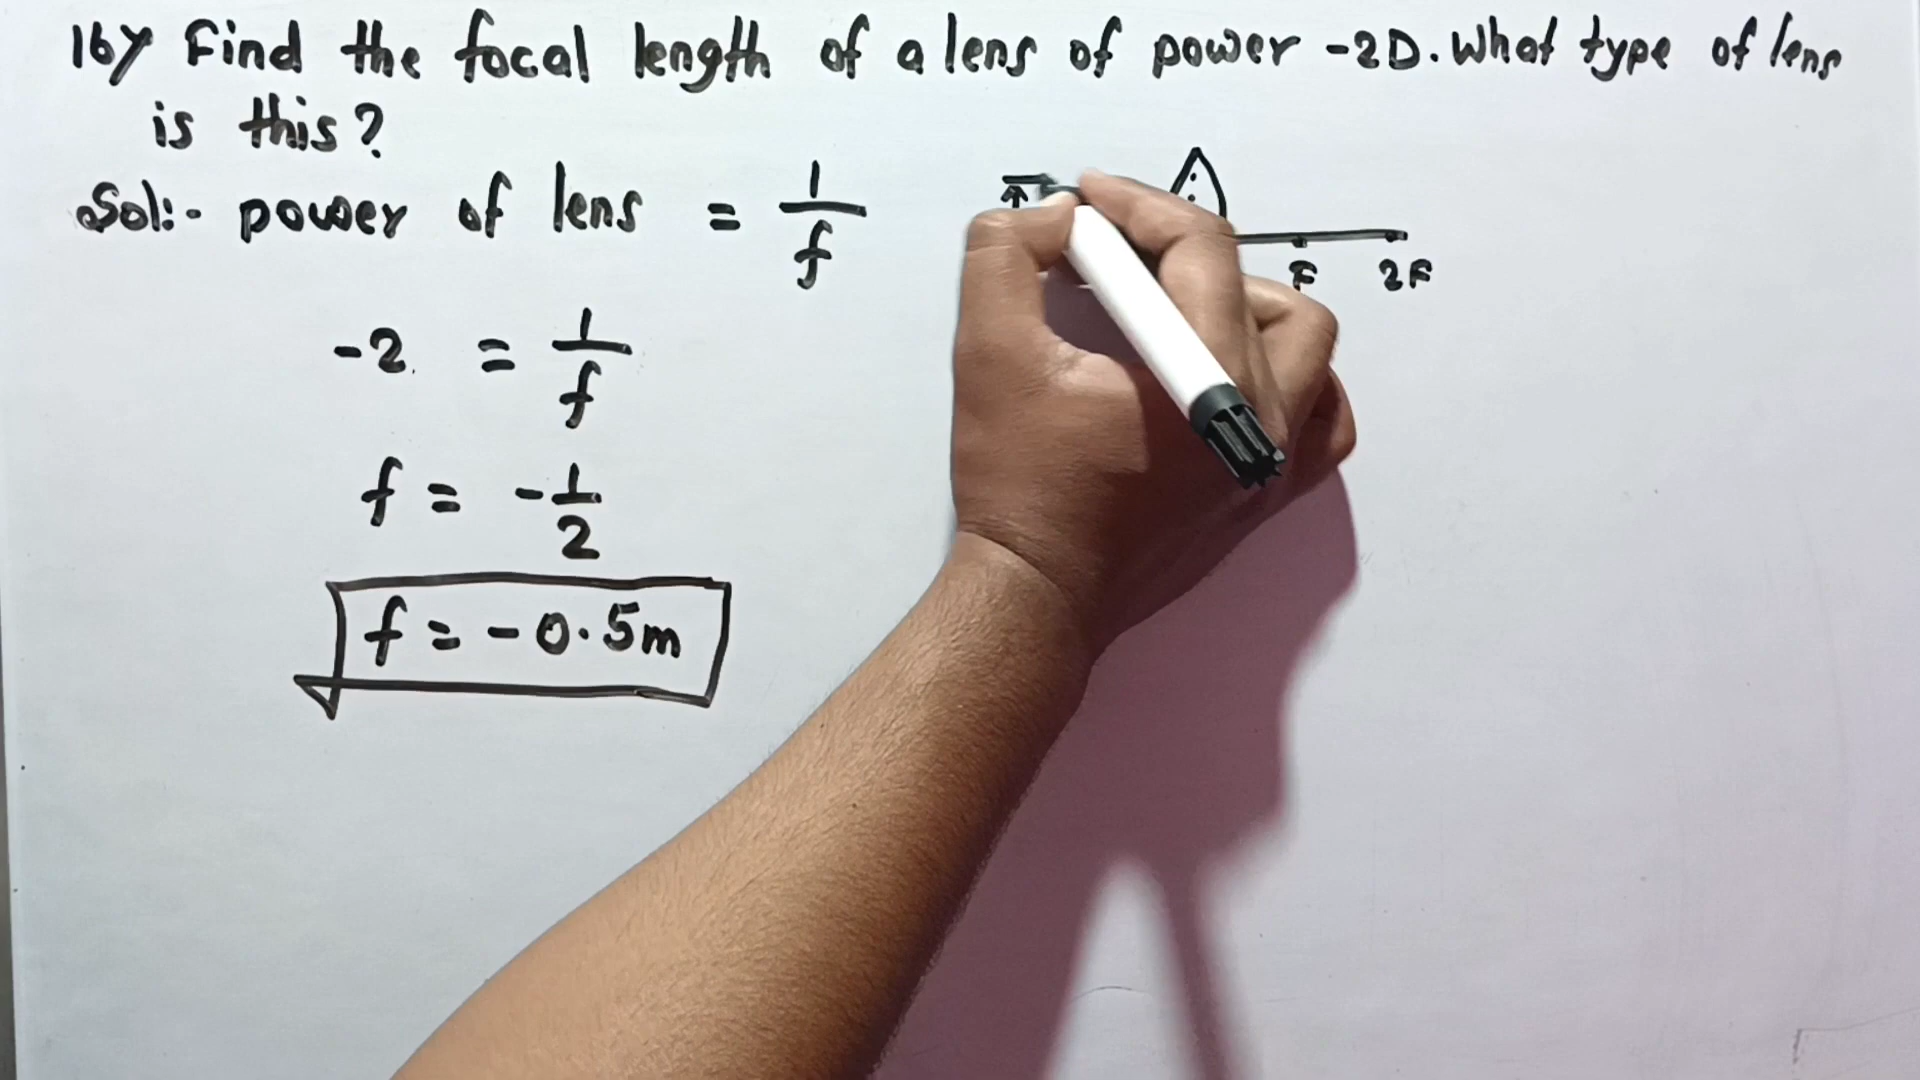 16) Find the focal length of a lens of power -2D. What type of lens
is this?
Sol:- power of lens = 1/f
-2 = 1/f
f = -1/2
f = -0.5m
F 2F